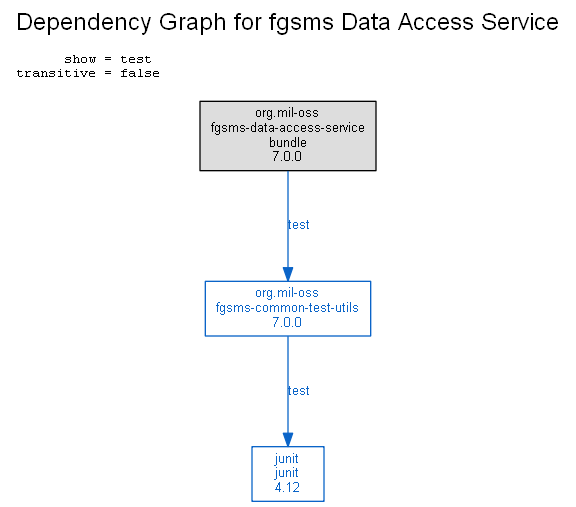 Dependency Graph for fgsms Data Access Service
show = test
transitive = false
org.mil-oss
fgsms-data-access-service
bundle
7.0.0
test
org.mil-oss
fgsms-common-test-utils
7.0.0
test
junit
junit
4.12